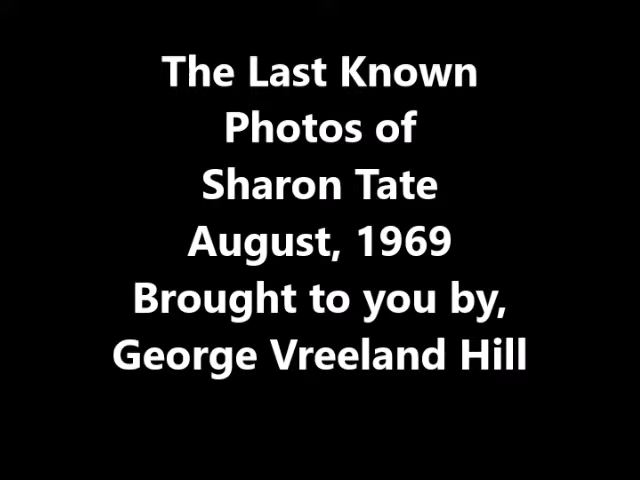 The Last Known
Photos of
Sharon Tate
August, 1969
Brought to you by,
George Vreeland Hill